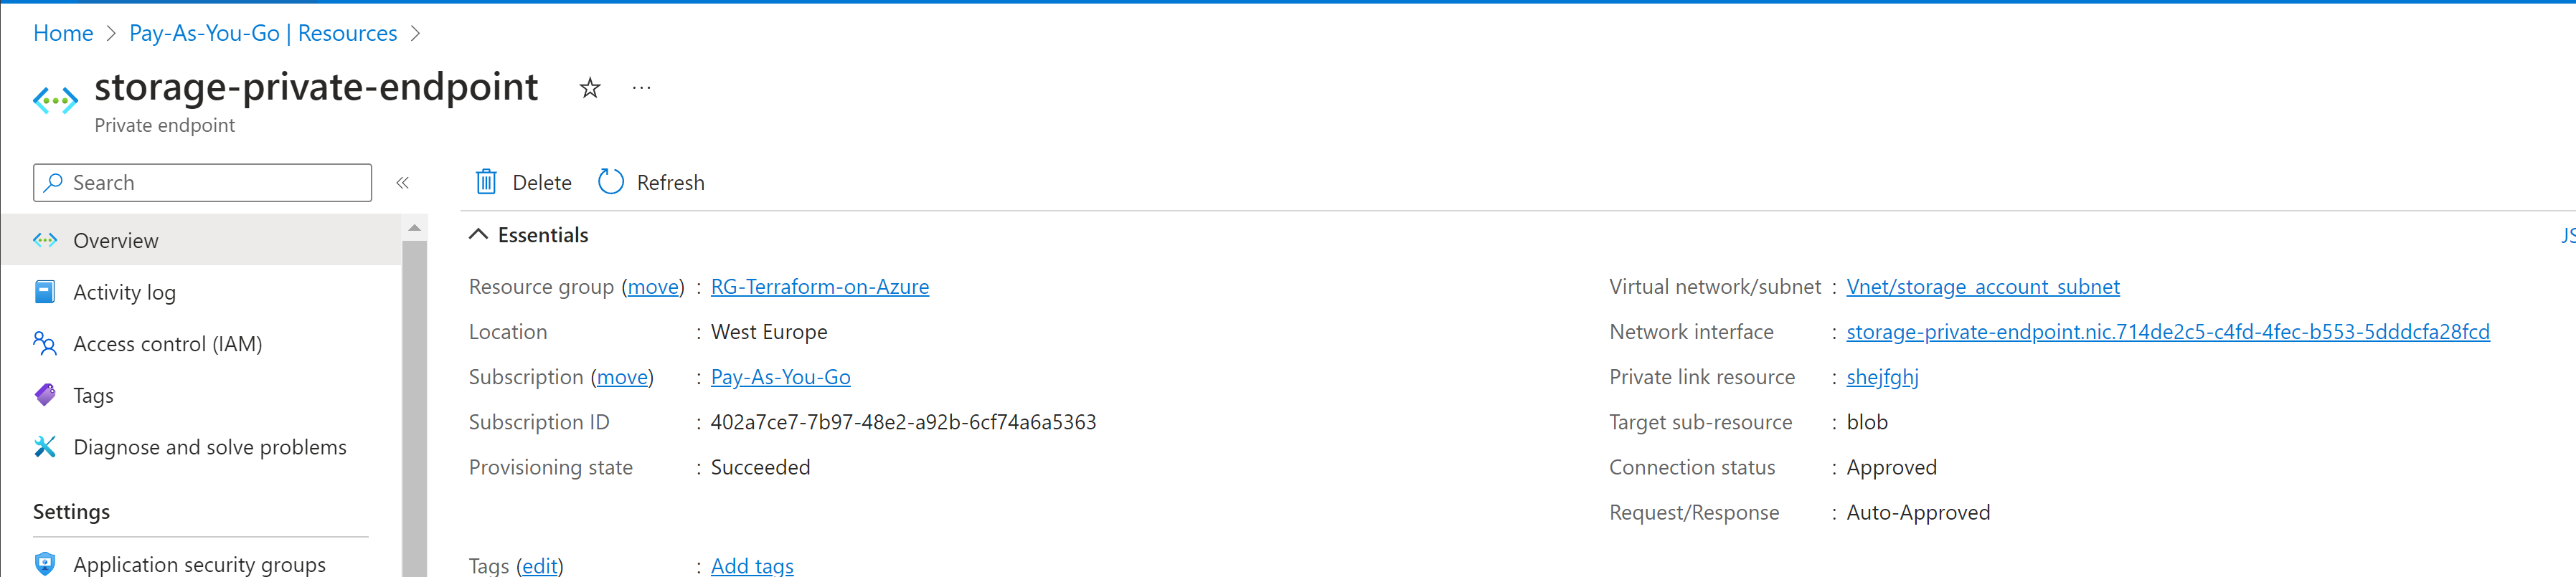 Home > Pay-As-You-Go | Resources >
storage-private-endpoint ☆ ...
Private endpoint
Search «
Delete Refresh
Overview
Activity log
Access control (IAM)
Tags
Diagnose and solve problems
Settings
Application security groups
Essentials
JS
Resource group (move) : RG-Terraform-on-Azure
Location : West Europe
Subscription (move) : Pay-As-You-Go
Subscription ID : 402a7ce7-7b97-48e2-a92b-6cf74a6a5363
Provisioning state : Succeeded
Virtual network/subnet : Vnet/storage_account_subnet
Network interface : storage-private-endpoint.nic.714de2c5-c4fd-4fec-b553-5dddcfa28fcd
Private link resource : shejfghj
Target sub-resource : blob
Connection status : Approved
Request/Response : Auto-Approved
Tags (edit) : Add tags